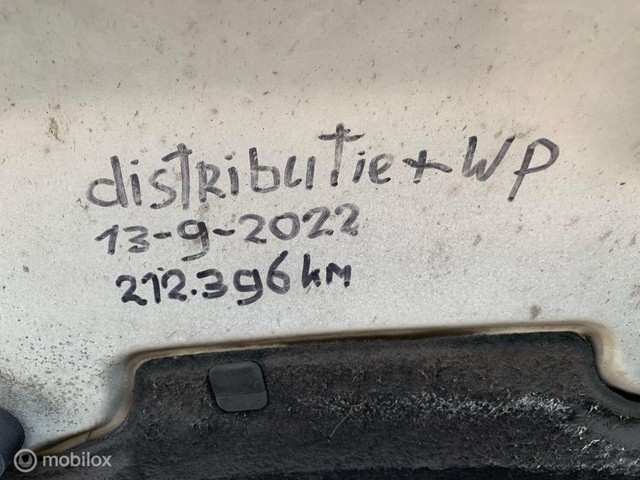 distributie + WP
13-9-2022
212.396 km
mobilox